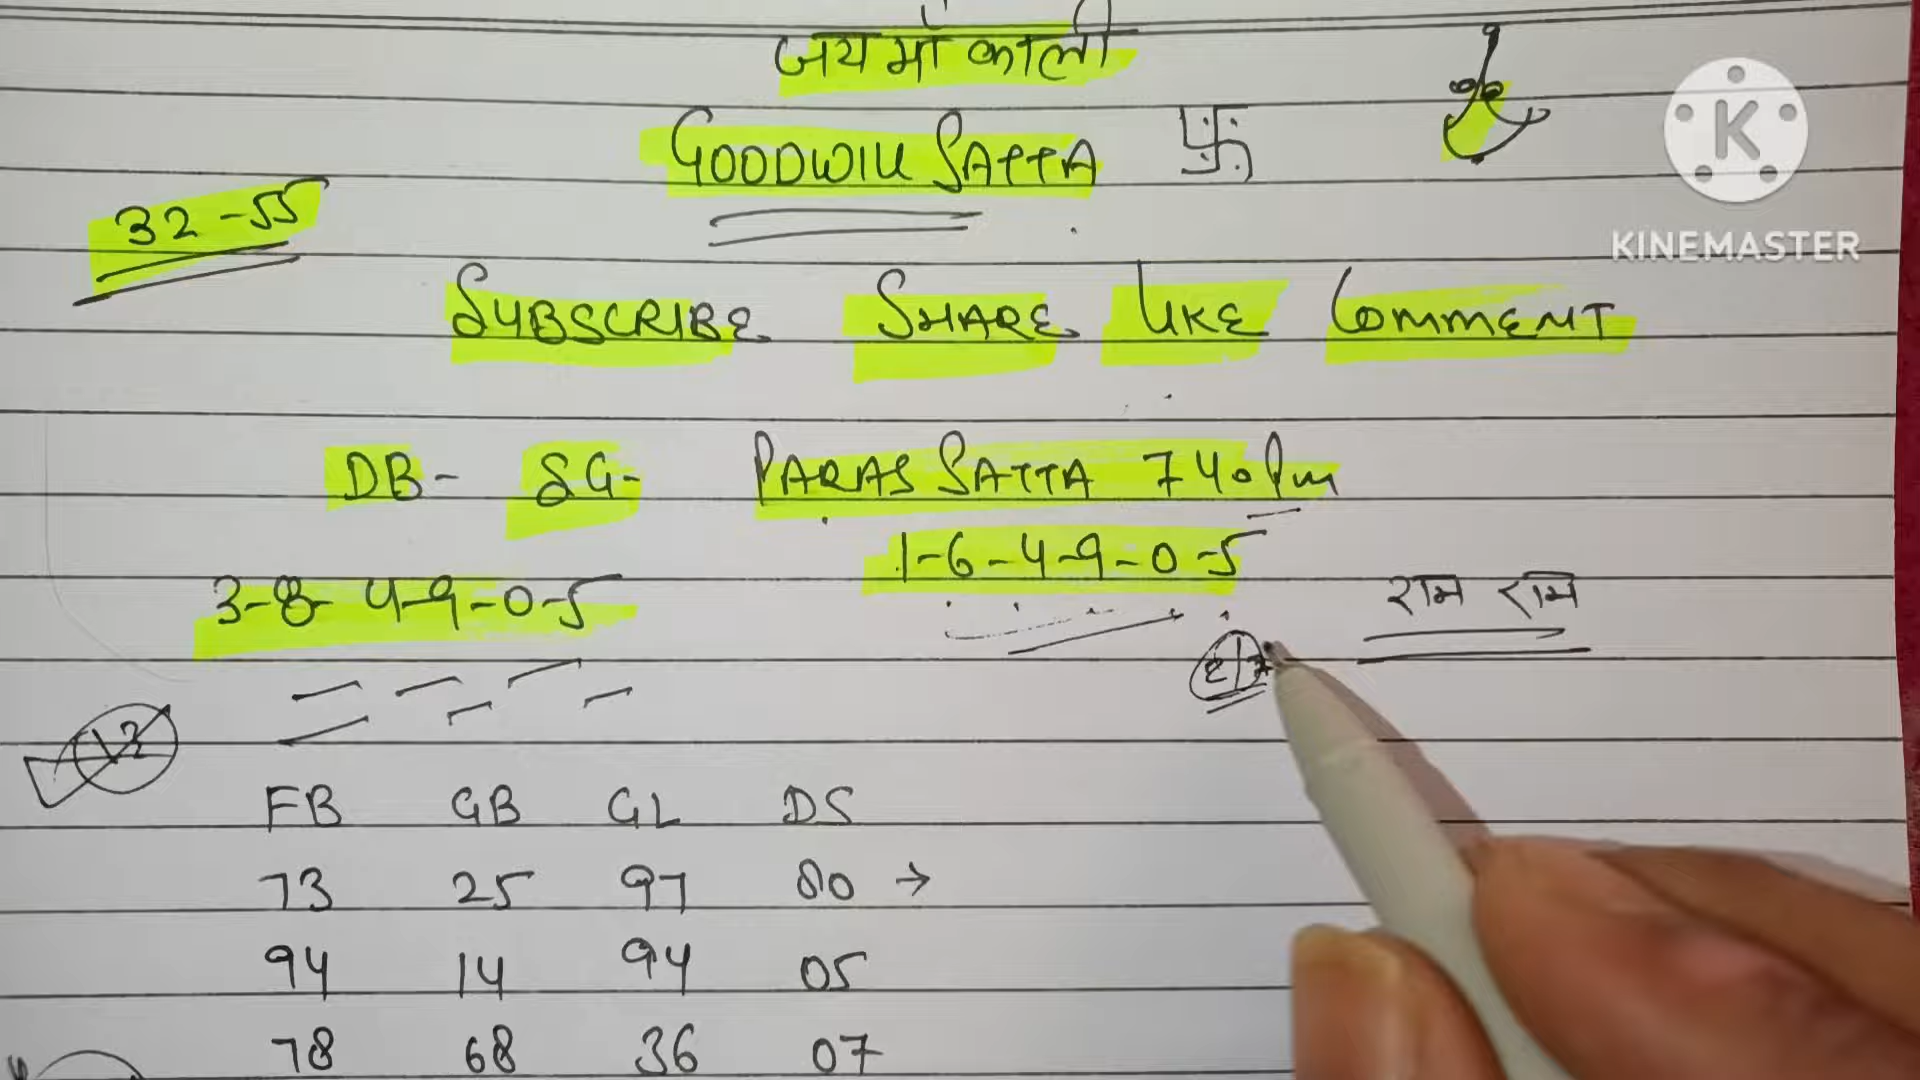 जय माँ काली
GOODWILL SATTA
KINEMASTER
32-55
SUBSCRIBE SHARE LIKE COMMENT
DB- SG- PARAS SATTA 740 Pm
1-6-4-9-0-5
3-8-4-9-0-5
राम राम
FB GB GL DS
73 25 97 80 →
94 14 94 05
78 68 36 07